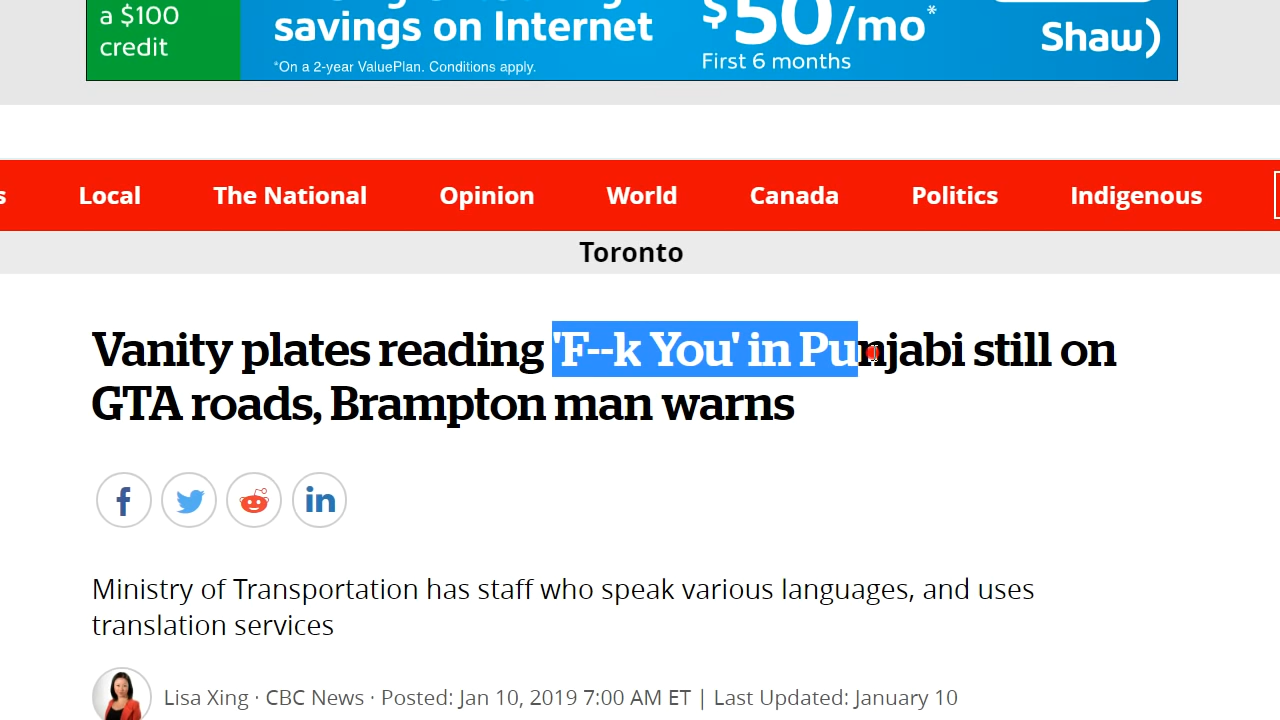 a $100
credit
savings on Internet
*On a 2-year ValuePlan. Conditions apply.
$50/mo*
First 6 months
Shaw)
s Local The National Opinion World Canada Politics Indigenous
Toronto
Vanity plates reading 'F--k You' in Punjabi still on
GTA roads, Brampton man warns
f
in
Ministry of Transportation has staff who speak various languages, and uses
translation services
Lisa Xing · CBC News · Posted: Jan 10, 2019 7:00 AM ET | Last Updated: January 10